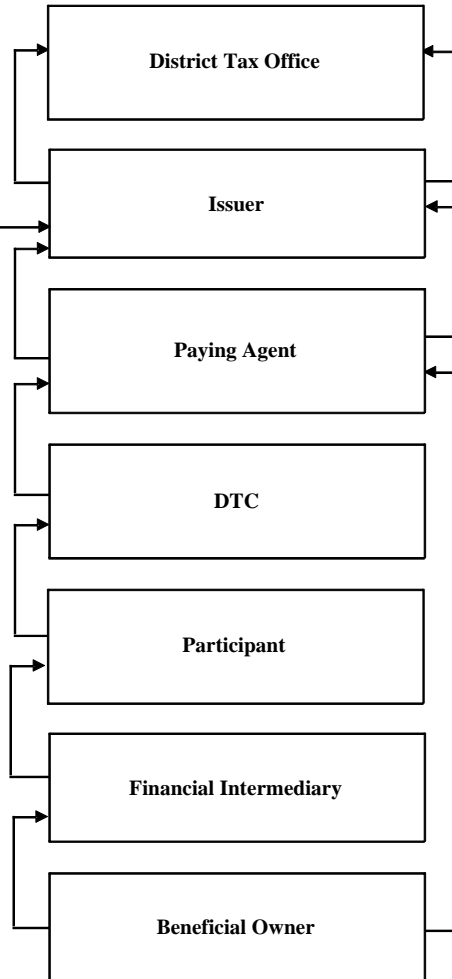 District Tax Office
Issuer
Paying Agent
DTC
Participant
Financial Intermediary
Beneficial Owner